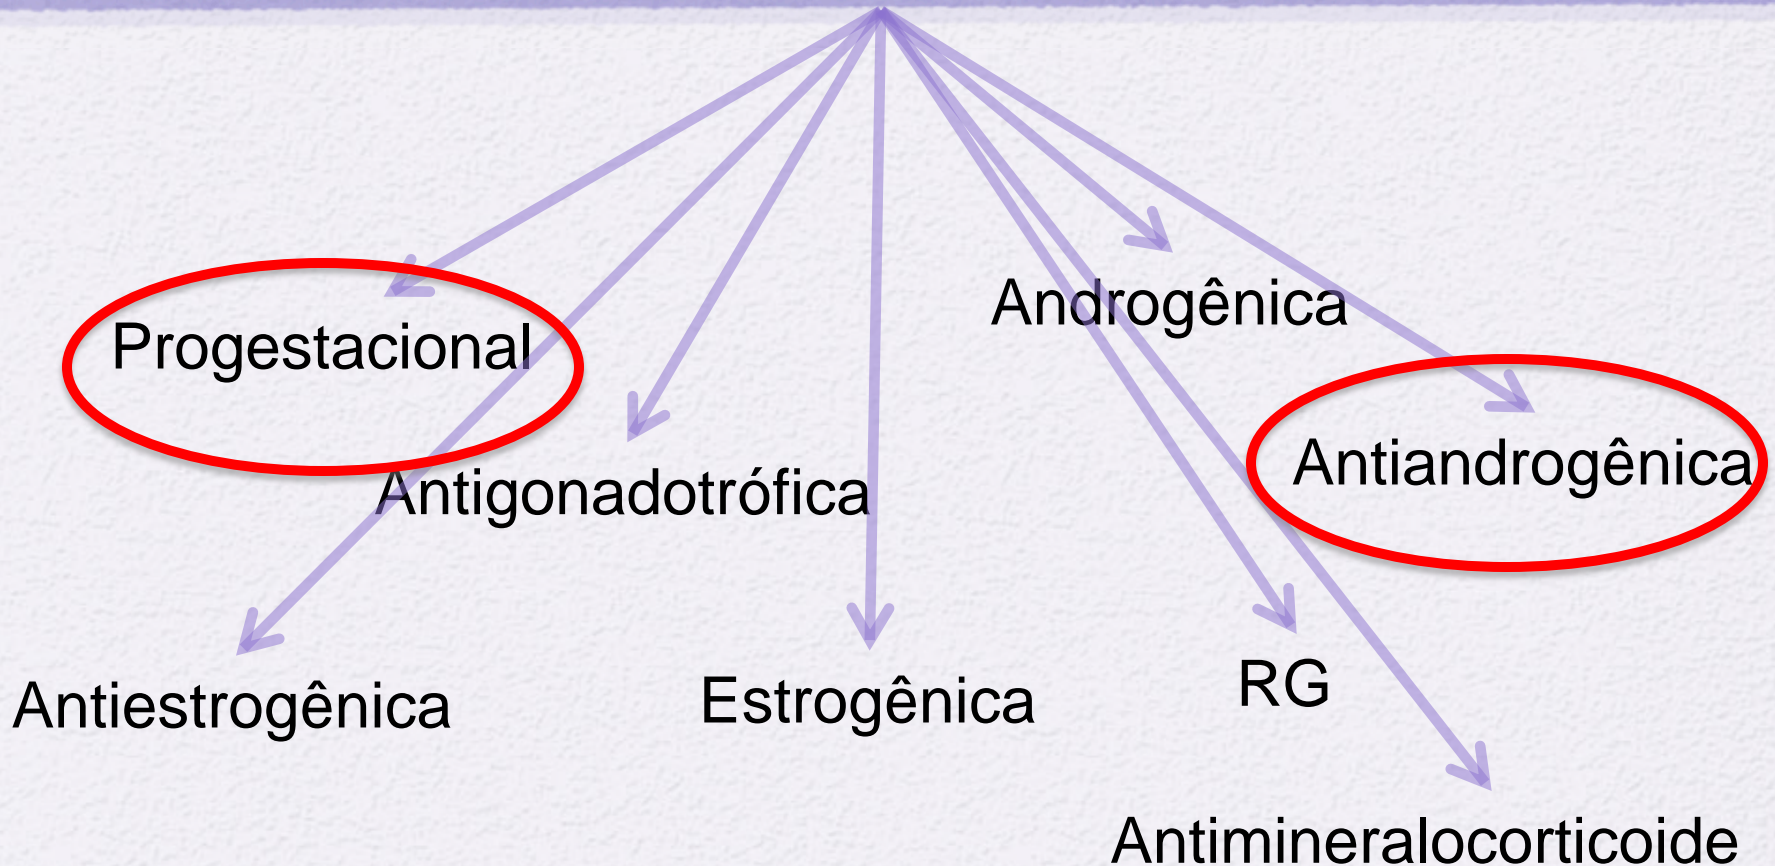 Androgênica
Progestacional
Antiandrogênica
Antigonadotrófica
RG
Estrogênica
Antiestrogênica
Antimineralocorticoide